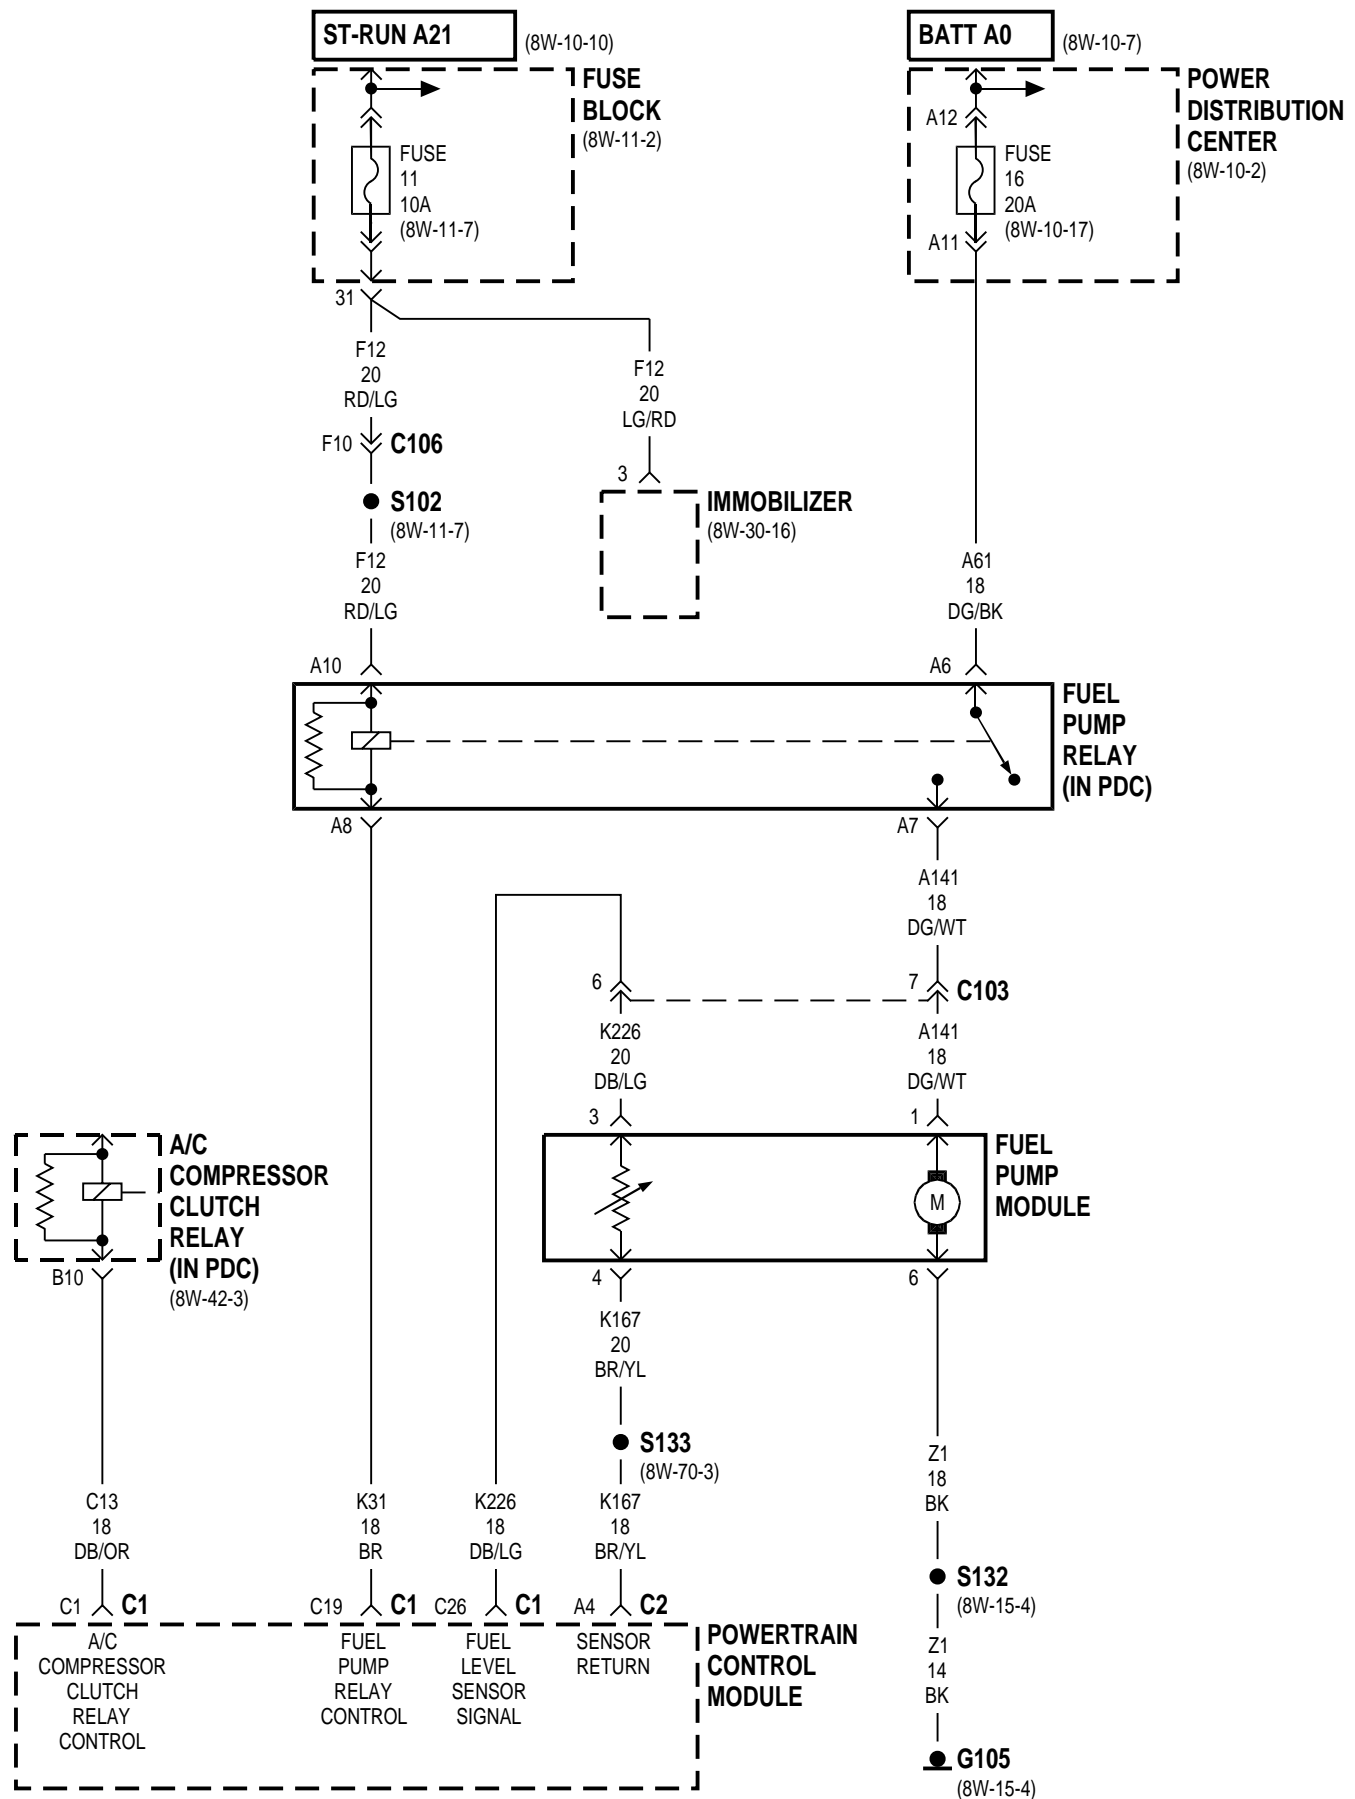 ST-RUN A21
(8W-10-10)
BATT A0
(8W-10-7)
FUSE
BLOCK
(8W-11-2)
FUSE
11
10A
(8W-11-7)
31
POWER
DISTRIBUTION
CENTER
(8W-10-2)
A12
FUSE
16
20A
(8W-10-17)
A11
F12
20
RD/LG
F12
20
LG/RD
F10
C106
S102
(8W-11-7)
3
IMMOBILIZER
(8W-30-16)
F12
20
RD/LG
A61
18
DG/BK
A10
A6
FUEL
PUMP
RELAY
(IN PDC)
A8
A7
A141
18
DG/WT
6
7
C103
K226
20
DB/LG
A141
18
DG/WT
3
1
A/C
COMPRESSOR
CLUTCH
RELAY
(IN PDC)
(8W-42-3)
B10
M
FUEL
PUMP
MODULE
4
6
K167
20
BR/YL
S133
(8W-70-3)
Z1
18
BK
C13
18
DB/OR
K31
18
BR
K226
18
DB/LG
K167
18
BR/YL
S132
(8W-15-4)
C1
C1
C19
C1
C26
C1
A4
C2
A/C
COMPRESSOR
CLUTCH
RELAY
CONTROL
FUEL
PUMP
RELAY
CONTROL
FUEL
LEVEL
SENSOR
SIGNAL
SENSOR
RETURN
POWERTRAIN
CONTROL
MODULE
Z1
14
BK
G105
(8W-15-4)